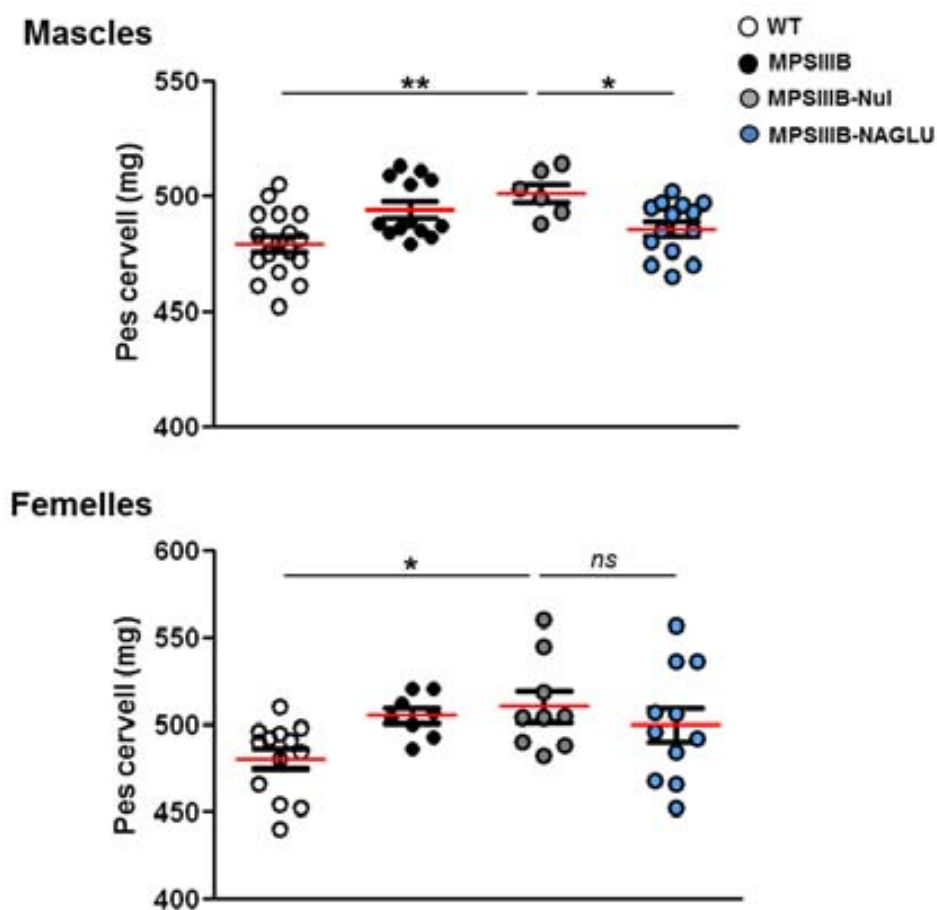 Mascles
WT
MPSIIIB
MPSIIIB-Nul
MPSIIIB-NAGLU
** *
550
500
450
400
Pes cervell (mg)
Femelles
* ns
600
550
500
450
400
Pes cervell (mg)